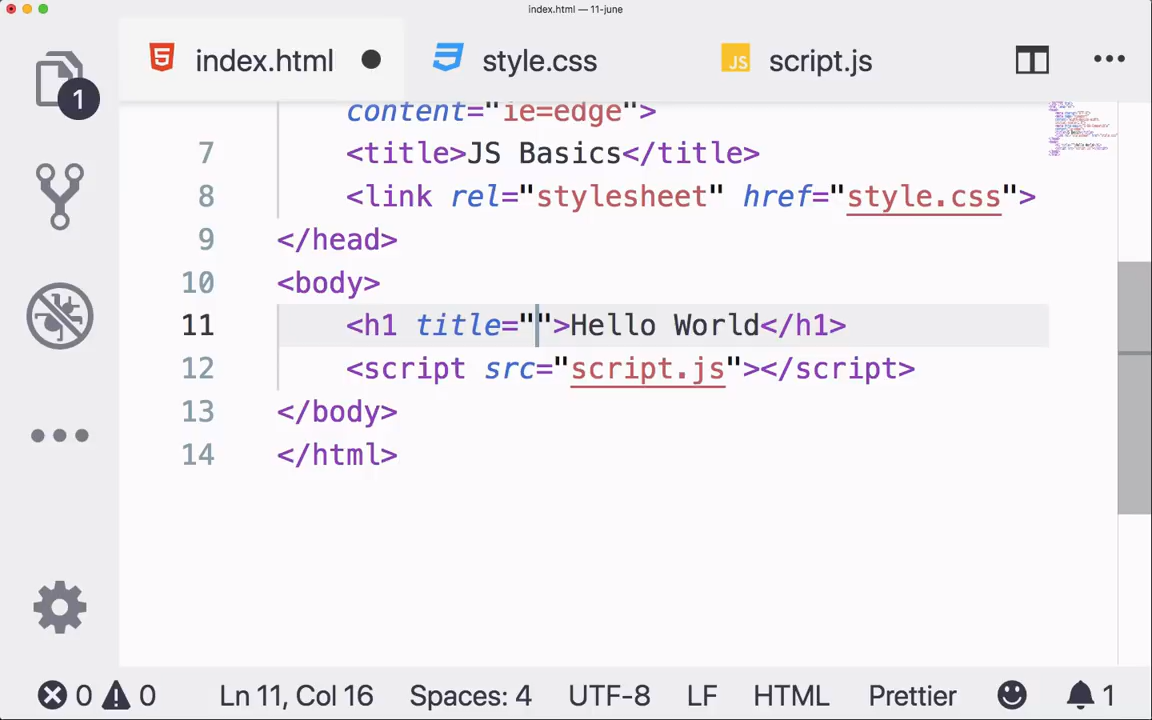 index.html — 11-june
index.html style.css JS script.js
1
content="ie=edge">
7 <title>JS Basics</title>
8 <link rel="stylesheet" href="style.css">
9 </head>
10 <body>
11 <h1 title="">Hello World</h1>
12 <script src="script.js"></script>
13 </body>
14 </html>
0 0 Ln 11, Col 16 Spaces: 4 UTF-8 LF HTML Prettier 1